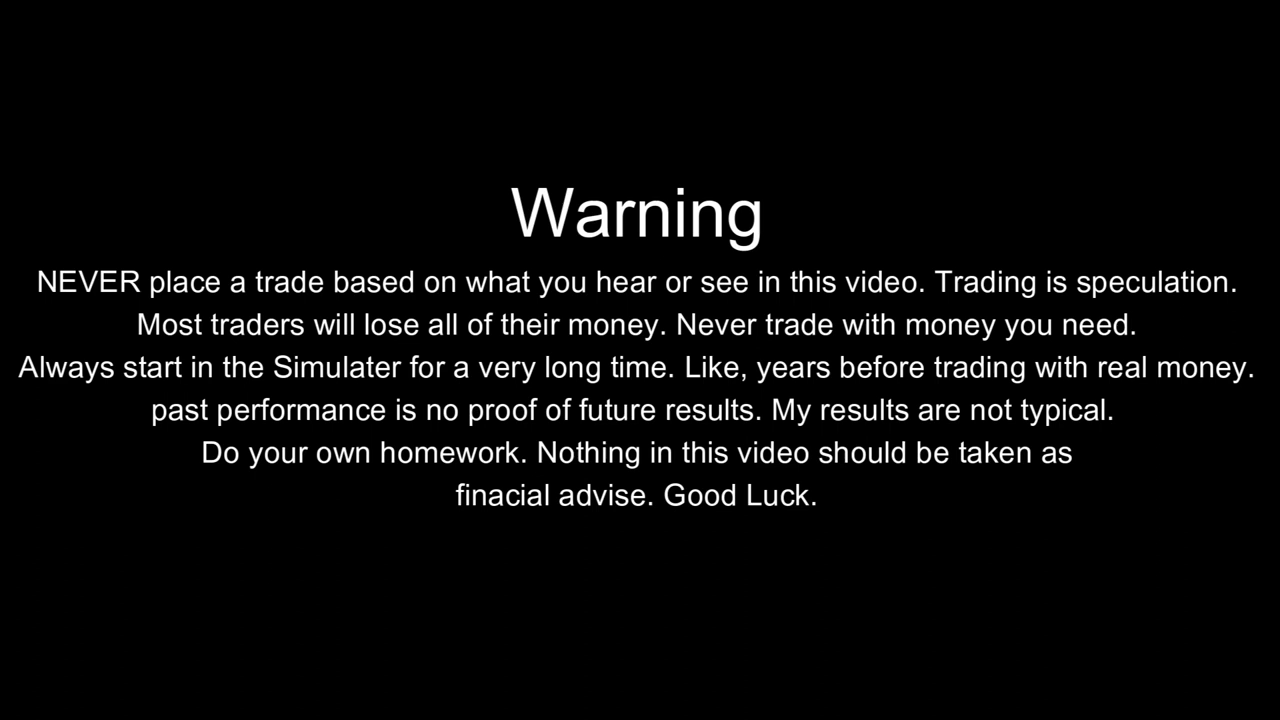 Warning
NEVER place a trade based on what you hear or see in this video. Trading is speculation.
Most traders will lose all of their money. Never trade with money you need.
Always start in the Simulater for a very long time. Like, years before trading with real money.
past performance is no proof of future results. My results are not typical.
Do your own homework. Nothing in this video should be taken as
finacial advise. Good Luck.